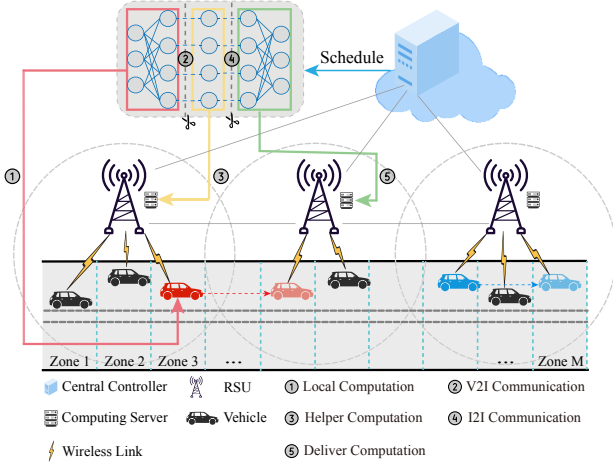 ② ④
Schedule
① ③ ⑤
Zone 1 Zone 2 Zone 3 ... ... Zone M
Central Controller RSU ① Local Computation ② V2I Communication
Computing Server Vehicle ③ Helper Computation ④ I2I Communication
Wireless Link ⑤ Deliver Computation